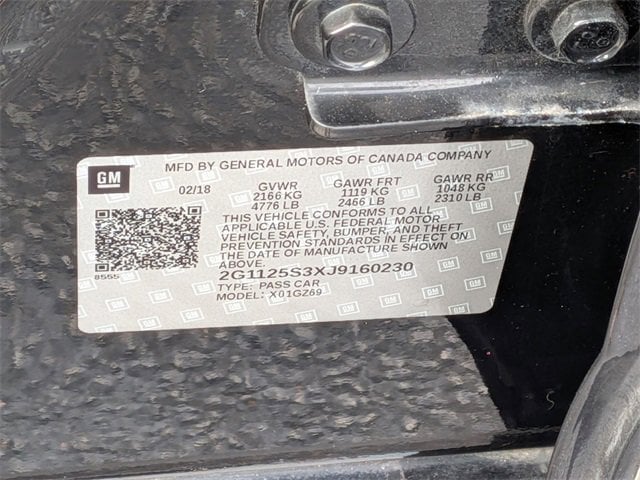 GM
MFD BY GENERAL MOTORS OF CANADA COMPANY
02/18 GVWR GAWR FRT GAWR RR
2166 KG 1119 KG 1048 KG
4776 LB 2466 LB 2310 LB
THIS VEHICLE CONFORMS TO ALL
APPLICABLE U.S. FEDERAL MOTOR
VEHICLE SAFETY, BUMPER, AND THEFT
PREVENTION STANDARDS IN EFFECT ON
THE DATE OF MANUFACTURE SHOWN
ABOVE.
8555
2G1125S3XJ9160230
TYPE: PASS CAR
MODEL: X01GZ69